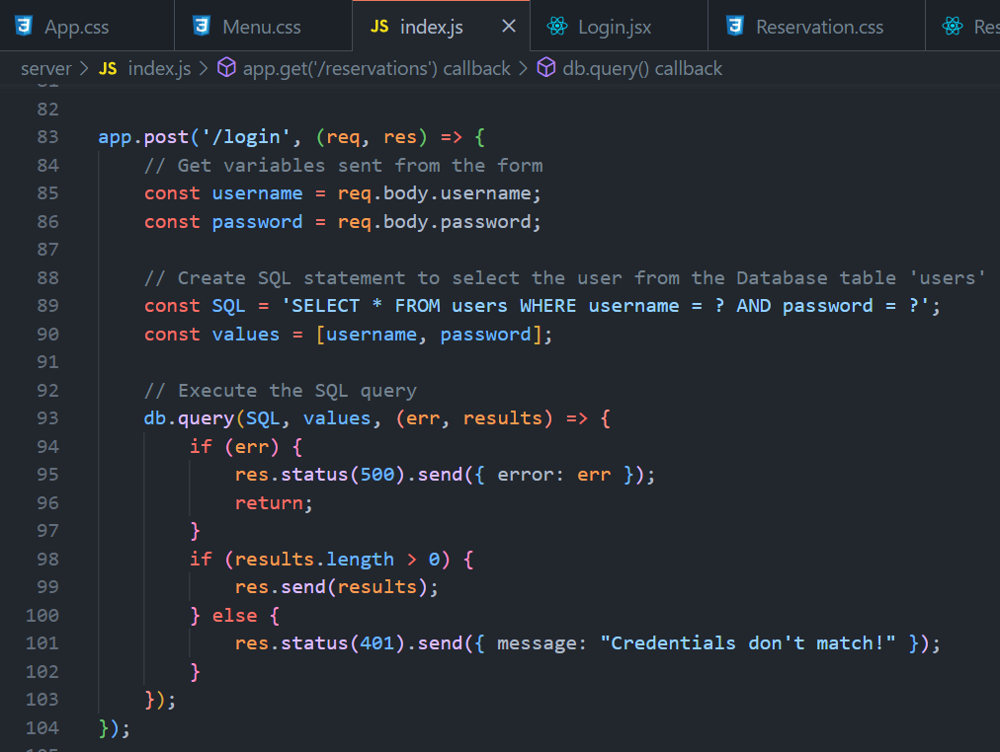 App.css Menu.css JS index.js Login.jsx Reservation.css Res
server > JS index.js > app.get('/reservations') callback > db.query() callback
82
83 app.post('/login', (req, res) => {
84 // Get variables sent from the form
85 const username = req.body.username;
86 const password = req.body.password;
87
88 // Create SQL statement to select the user from the Database table 'users'
89 const SQL = 'SELECT * FROM users WHERE username = ? AND password = ?';
90 const values = [username, password];
91
92 // Execute the SQL query
93 db.query(SQL, values, (err, results) => {
94 if (err) {
95 res.status(500).send({ error: err });
96 return;
97 }
98 if (results.length > 0) {
99 res.send(results);
100 } else {
101 res.status(401).send({ message: "Credentials don't match!" });
102 }
103 });
104 });